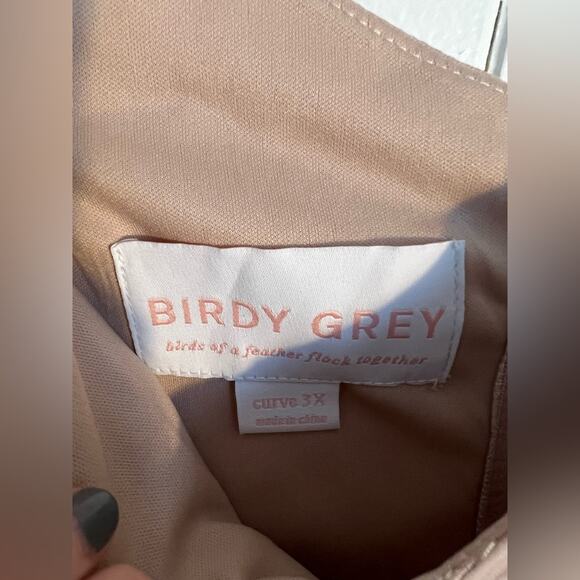 BIRDY GREY
birds of a feather flock together
curve 3X
made in china